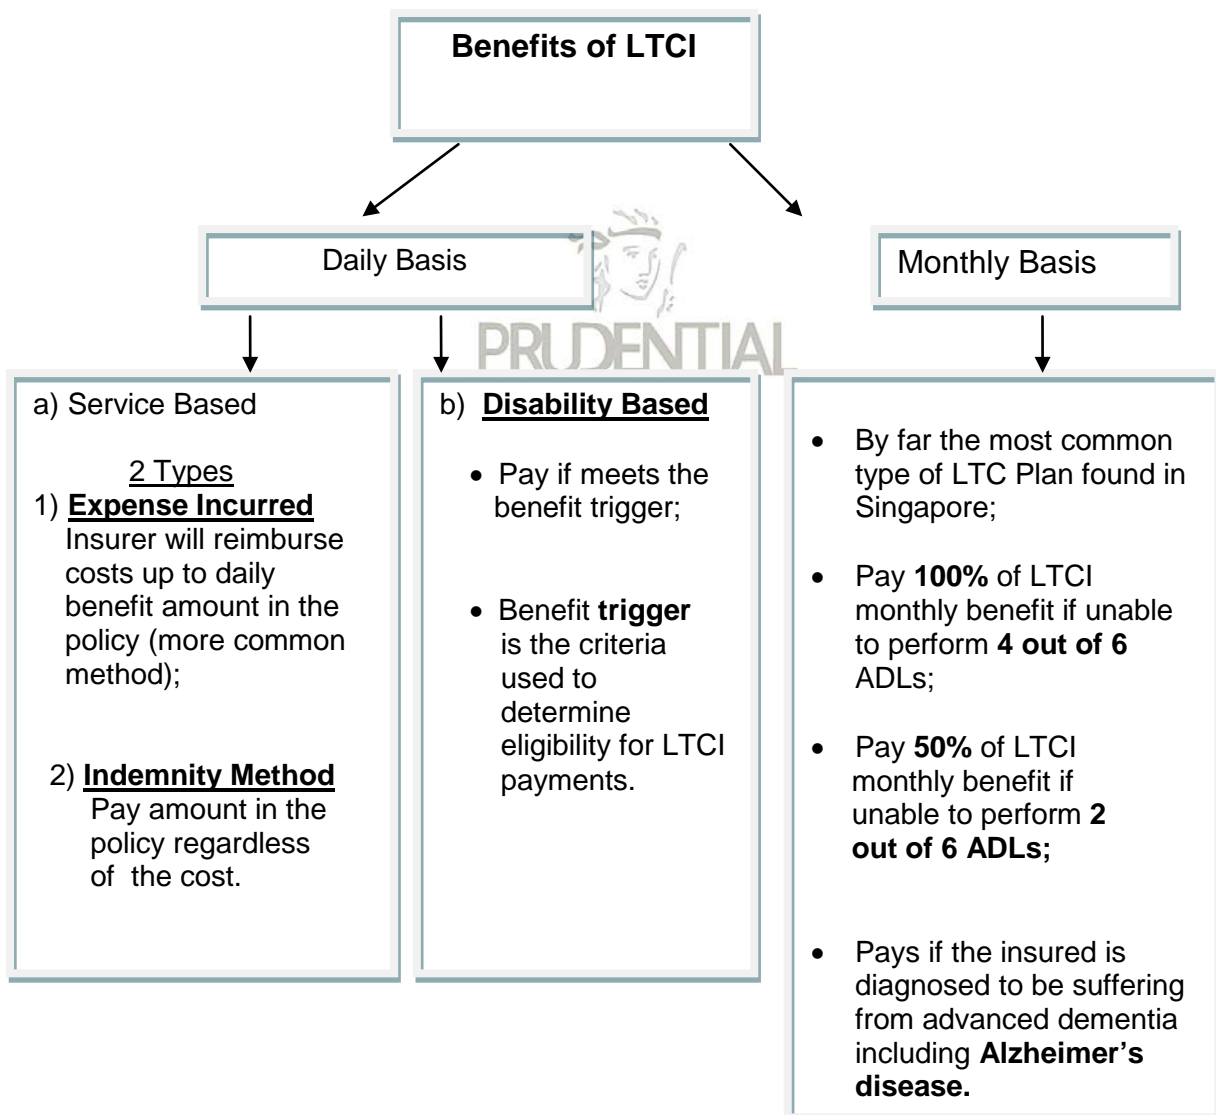 Benefits of LTCI
Daily Basis
Monthly Basis
PRUDENTIAL
a) Service Based
2 Types
1) Expense Incurred
Insurer will reimburse
costs up to daily
benefit amount in the
policy (more common
method);
2) Indemnity Method
Pay amount in the
policy regardless
of the cost.
b) Disability Based
• Pay if meets the
benefit trigger;
• Benefit trigger
is the criteria
used to
determine
eligibility for LTCI
payments.
• By far the most common
type of LTC Plan found in
Singapore;
• Pay 100% of LTCI
monthly benefit if unable
to perform 4 out of 6
ADLs;
• Pay 50% of LTCI
monthly benefit if
unable to perform 2
out of 6 ADLs;
• Pays if the insured is
diagnosed to be suffering
from advanced dementia
including Alzheimer’s
disease.